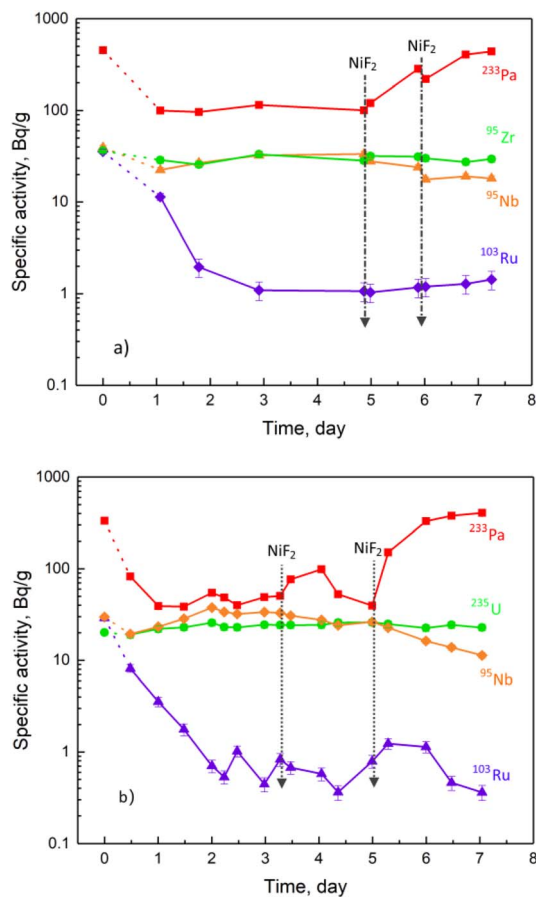 1000
100
10
1
0.1
Specific activity, Bq/g
NiF₂
NiF₂
²³³Pa
⁹⁵Zr
⁹⁵Nb
¹⁰³Ru
a)
0 1 2 3 4 5 6 7 8
Time, day
1000
100
10
1
0.1
Specific activity, Bq/g
NiF₂
NiF₂
²³³Pa
²³⁵U
⁹⁵Nb
¹⁰³Ru
b)
0 1 2 3 4 5 6 7 8
Time, day